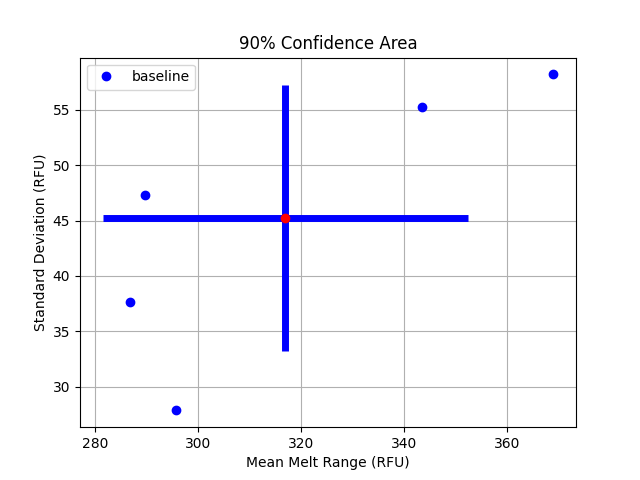 90% Confidence Area
baseline
Standard Deviation (RFU)
55
50
45
40
35
30
280 300 320 340 360
Mean Melt Range (RFU)